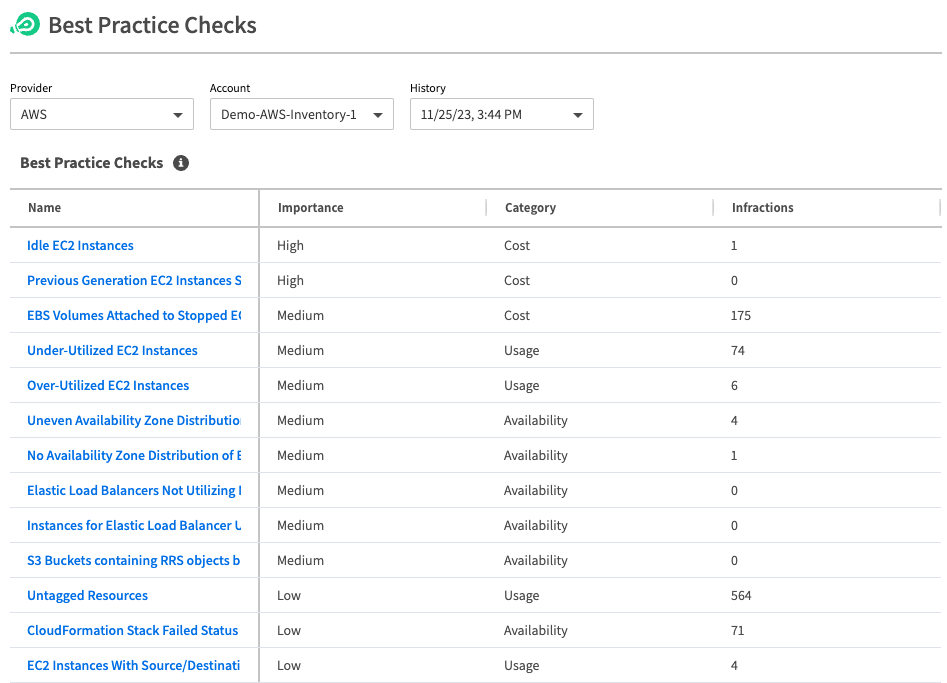 Best Practice Checks
Provider Account History
AWS Demo-AWS-Inventory-1 11/25/23, 3:44 PM
Best Practice Checks
Name Importance Category Infractions
Idle EC2 Instances High Cost 1
Previous Generation EC2 Instances S High Cost 0
EBS Volumes Attached to Stopped EC Medium Cost 175
Under-Utilized EC2 Instances Medium Usage 74
Over-Utilized EC2 Instances Medium Usage 6
Uneven Availability Zone Distributio Medium Availability 4
No Availability Zone Distribution of E Medium Availability 1
Elastic Load Balancers Not Utilizing Medium Availability 0
Instances for Elastic Load Balancer U Medium Availability 0
S3 Buckets containing RRS objects b Medium Availability 0
Untagged Resources Low Usage 564
CloudFormation Stack Failed Status Low Availability 71
EC2 Instances With Source/Destinati Low Usage 4